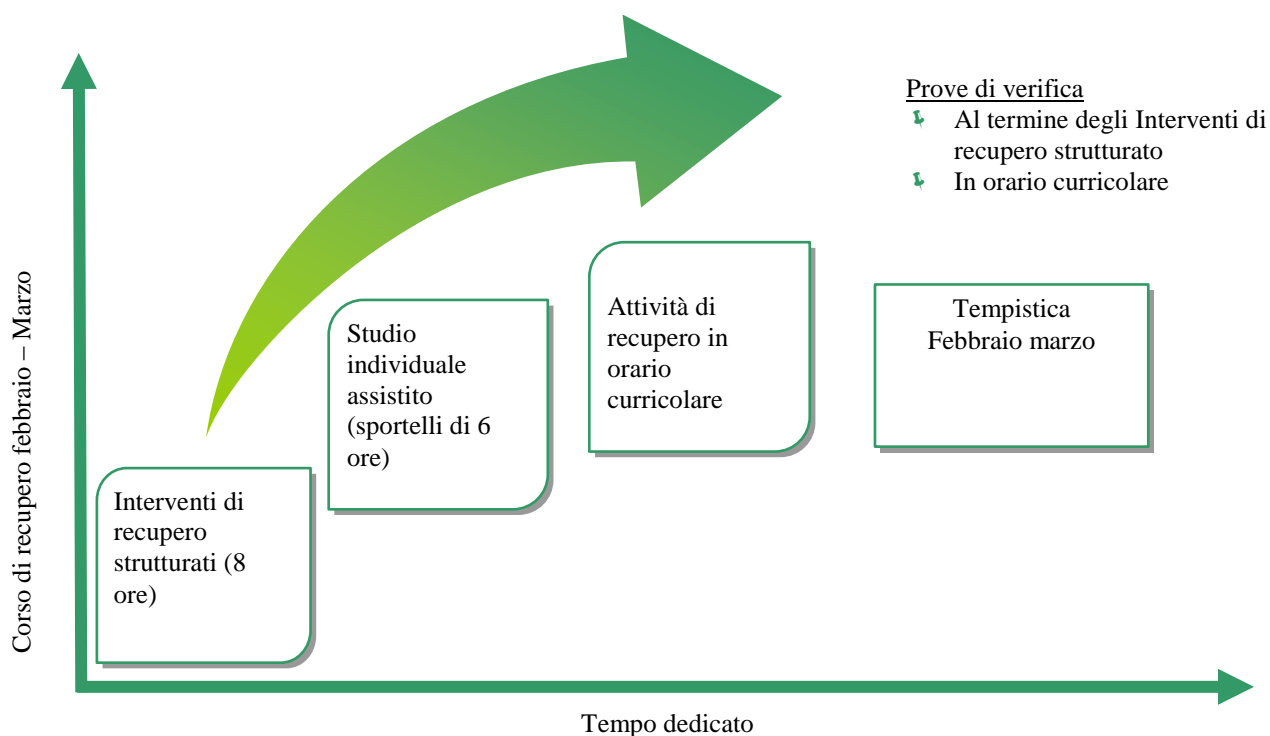 Prove di verifica
Al termine degli Interventi di
recupero strutturato
In orario curricolare
Corso di recupero febbraio – Marzo
Interventi di
recupero
strutturati (8
ore)
Studio
individuale
assistito
(sportelli di 6
ore)
Attività di
recupero in
orario
curricolare
Tempistica
Febbraio marzo
Tempo dedicato